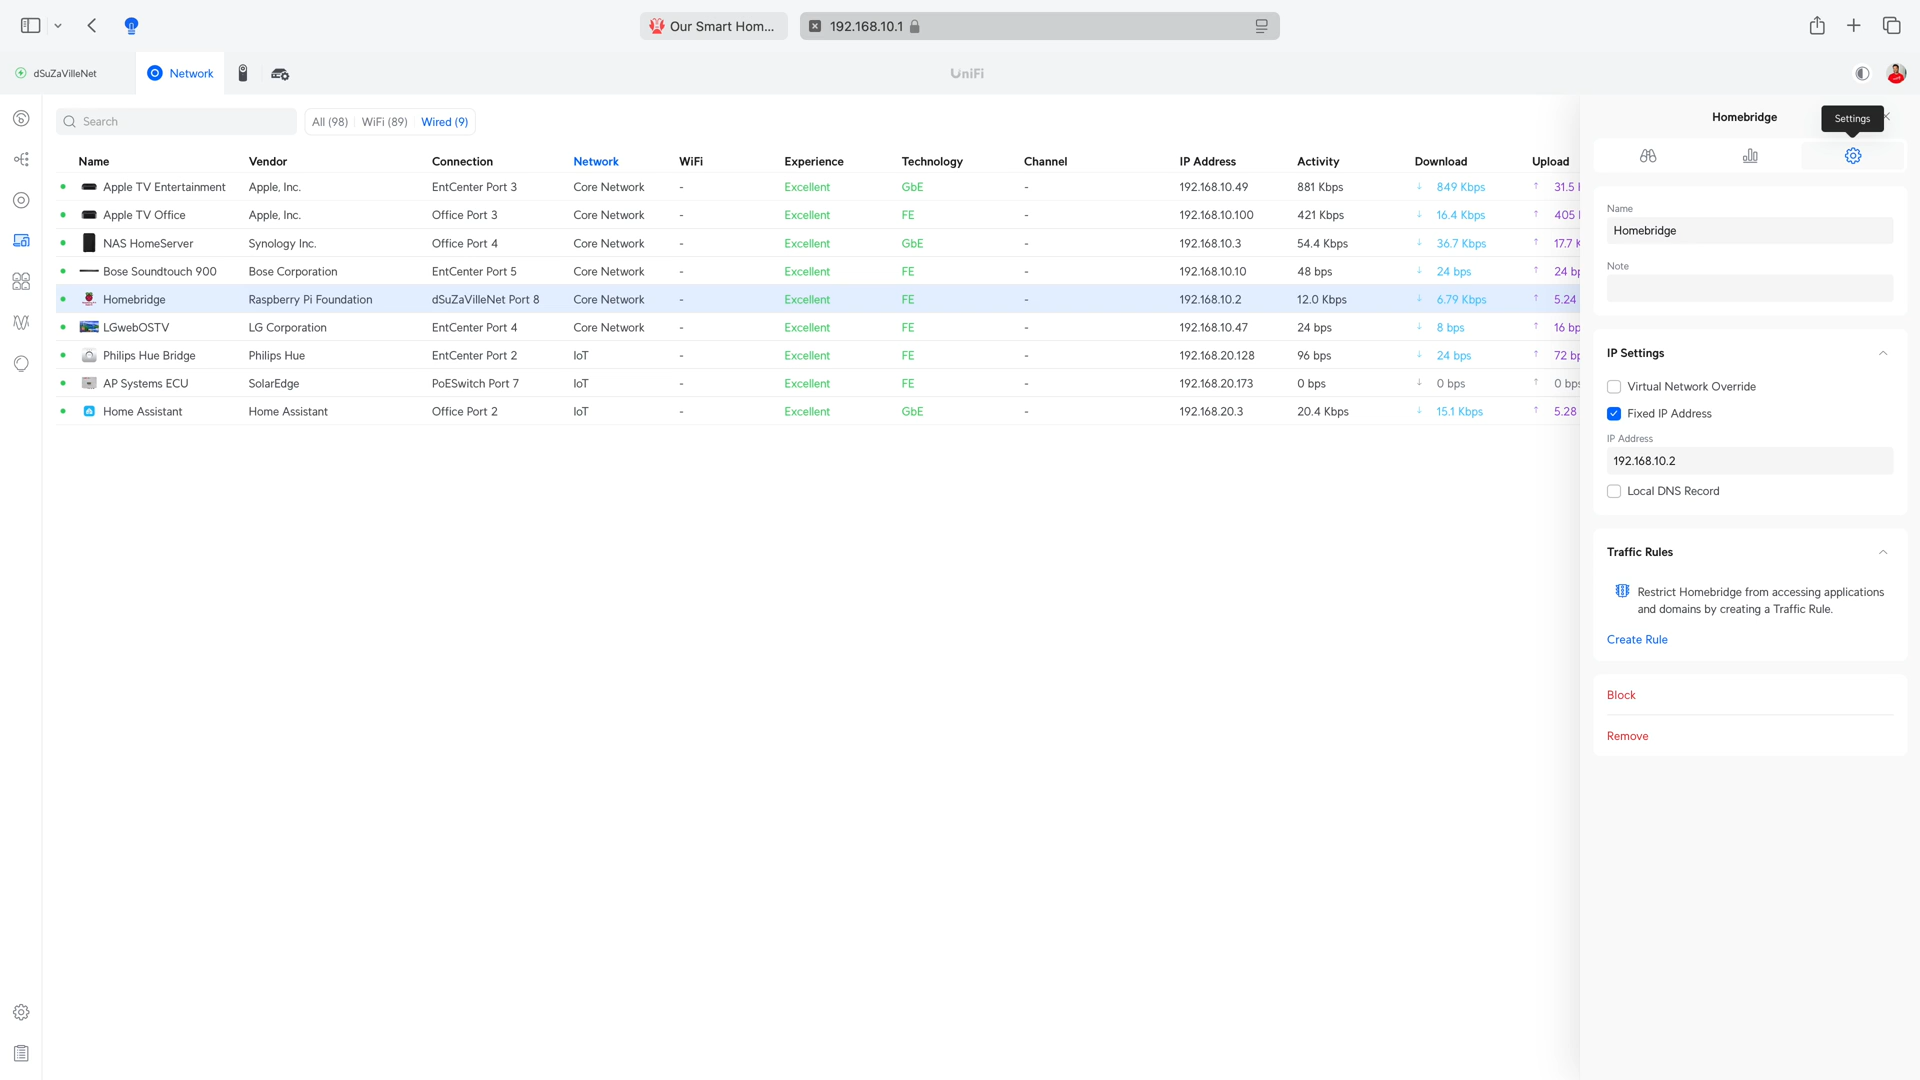 Our Smart Hom...
192.168.10.1
dSuZaVilleNet
Network
UniFi
Search
All (98) WiFi (89) Wired (9)
Homebridge
Settings
Name Vendor Connection Network WiFi Experience Technology Channel IP Address Activity Download Upload
Apple TV Entertainment Apple, Inc. EntCenter Port 3 Core Network - Excellent GbE - 192.168.10.49 881 Kbps ↓ 849 Kbps ↑ 31.5
Apple TV Office Apple, Inc. Office Port 3 Core Network - Excellent FE - 192.168.10.100 421 Kbps ↓ 16.4 Kbps ↑ 405
NAS HomeServer Synology Inc. Office Port 4 Core Network - Excellent GbE - 192.168.10.3 54.4 Kbps ↓ 36.7 Kbps ↑ 17.7
Bose Soundtouch 900 Bose Corporation EntCenter Port 5 Core Network - Excellent FE - 192.168.10.10 48 bps ↓ 24 bps ↑ 24
Homebridge Raspberry Pi Foundation dSuZaVilleNet Port 8 Core Network - Excellent FE - 192.168.10.2 12.0 Kbps ↓ 6.79 Kbps ↑ 5.24
LGwebOSTV LG Corporation EntCenter Port 4 Core Network - Excellent FE - 192.168.10.47 24 bps ↓ 8 bps ↑ 16
Philips Hue Bridge Philips Hue EntCenter Port 2 IoT - Excellent FE - 192.168.20.128 96 bps ↓ 24 bps ↑ 72
AP Systems ECU SolarEdge PoESwitch Port 7 IoT - Excellent FE - 192.168.20.173 0 bps ↓ 0 bps ↑ 0
Home Assistant Home Assistant Office Port 2 IoT - Excellent GbE - 192.168.20.3 20.4 Kbps ↓ 15.1 Kbps ↑ 5.28
Name
Homebridge
Note
IP Settings
Virtual Network Override
Fixed IP Address
IP Address
192.168.10.2
Local DNS Record
Traffic Rules
Restrict Homebridge from accessing applications
and domains by creating a Traffic Rule.
Create Rule
Block
Remove